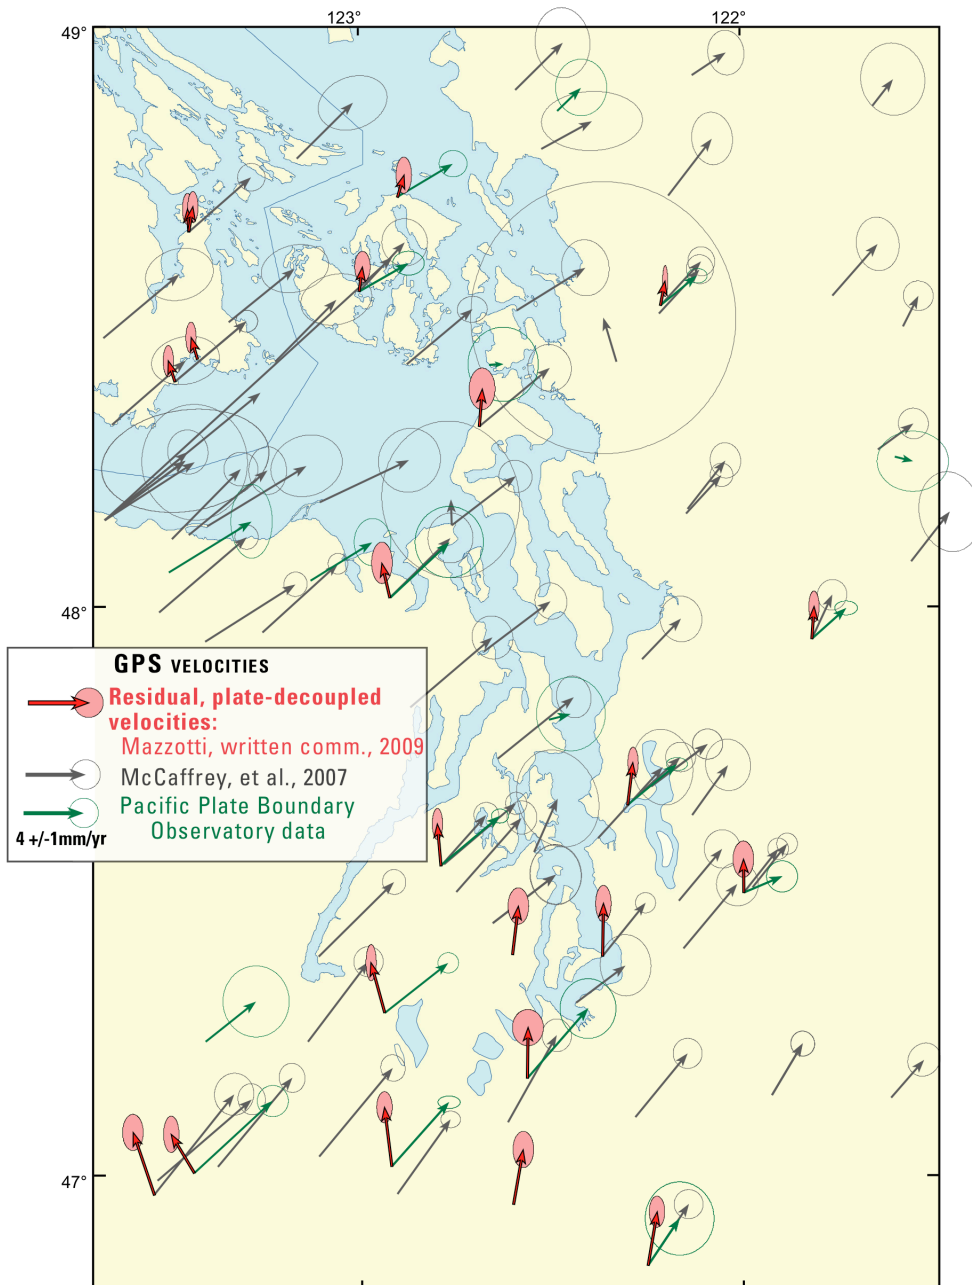 123° 122°
49°
48°
GPS VELOCITIES
Residual, plate-decoupled
velocities:
Mazzotti, written comm., 2009
McCaffrey, et al., 2007
Pacific Plate Boundary
Observatory data
4 +/-1mm/yr
47°